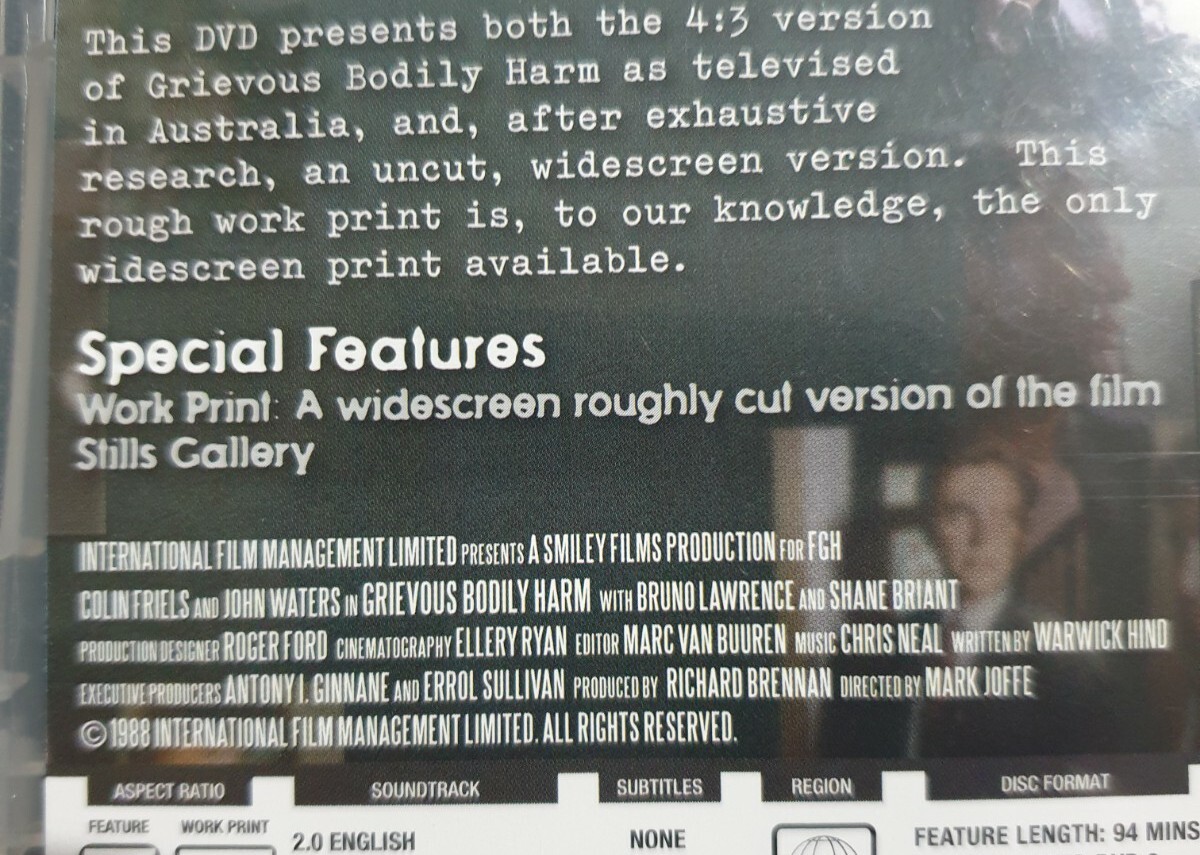 This DVD presents both the 4:3 version
of Grievous Bodily Harm as televised
in Australia, and, after exhaustive
research, an uncut, widescreen version. This
rough work print is, to our knowledge, the only
widescreen print available.
Special Features
Work Print: A widescreen roughly cut version of the film
Stills Gallery
INTERNATIONAL FILM MANAGEMENT LIMITED PRESENTS A SMILEY FILMS PRODUCTION FOR FGH
COLIN FRIELS AND JOHN WATERS IN GRIEVOUS BODILY HARM WITH BRUNO LAWRENCE AND SHANE BRIANT
PRODUCTION DESIGNER ROGER FORD CINEMATOGRAPHY ELLERY RYAN EDITOR MARC VAN BUUREN MUSIC CHRIS NEAL WRITTEN BY WARWICK HIND
EXECUTIVE PRODUCERS ANTONY I. GINNANE AND ERROL SULLIVAN PRODUCED BY RICHARD BRENNAN DIRECTED BY MARK JOFFE
© 1988 INTERNATIONAL FILM MANAGEMENT LIMITED. ALL RIGHTS RESERVED.
ASPECT RATIO SOUNDTRACK SUBTITLES REGION DISC FORMAT
FEATURE WORK PRINT 2.0 ENGLISH NONE FEATURE LENGTH: 94 MINS